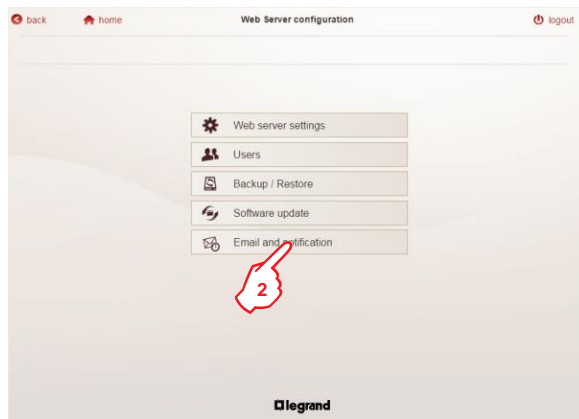 back home Web Server configuration logout
Web server settings
Users
Backup / Restore
Software update
Email and notification
2
legrand